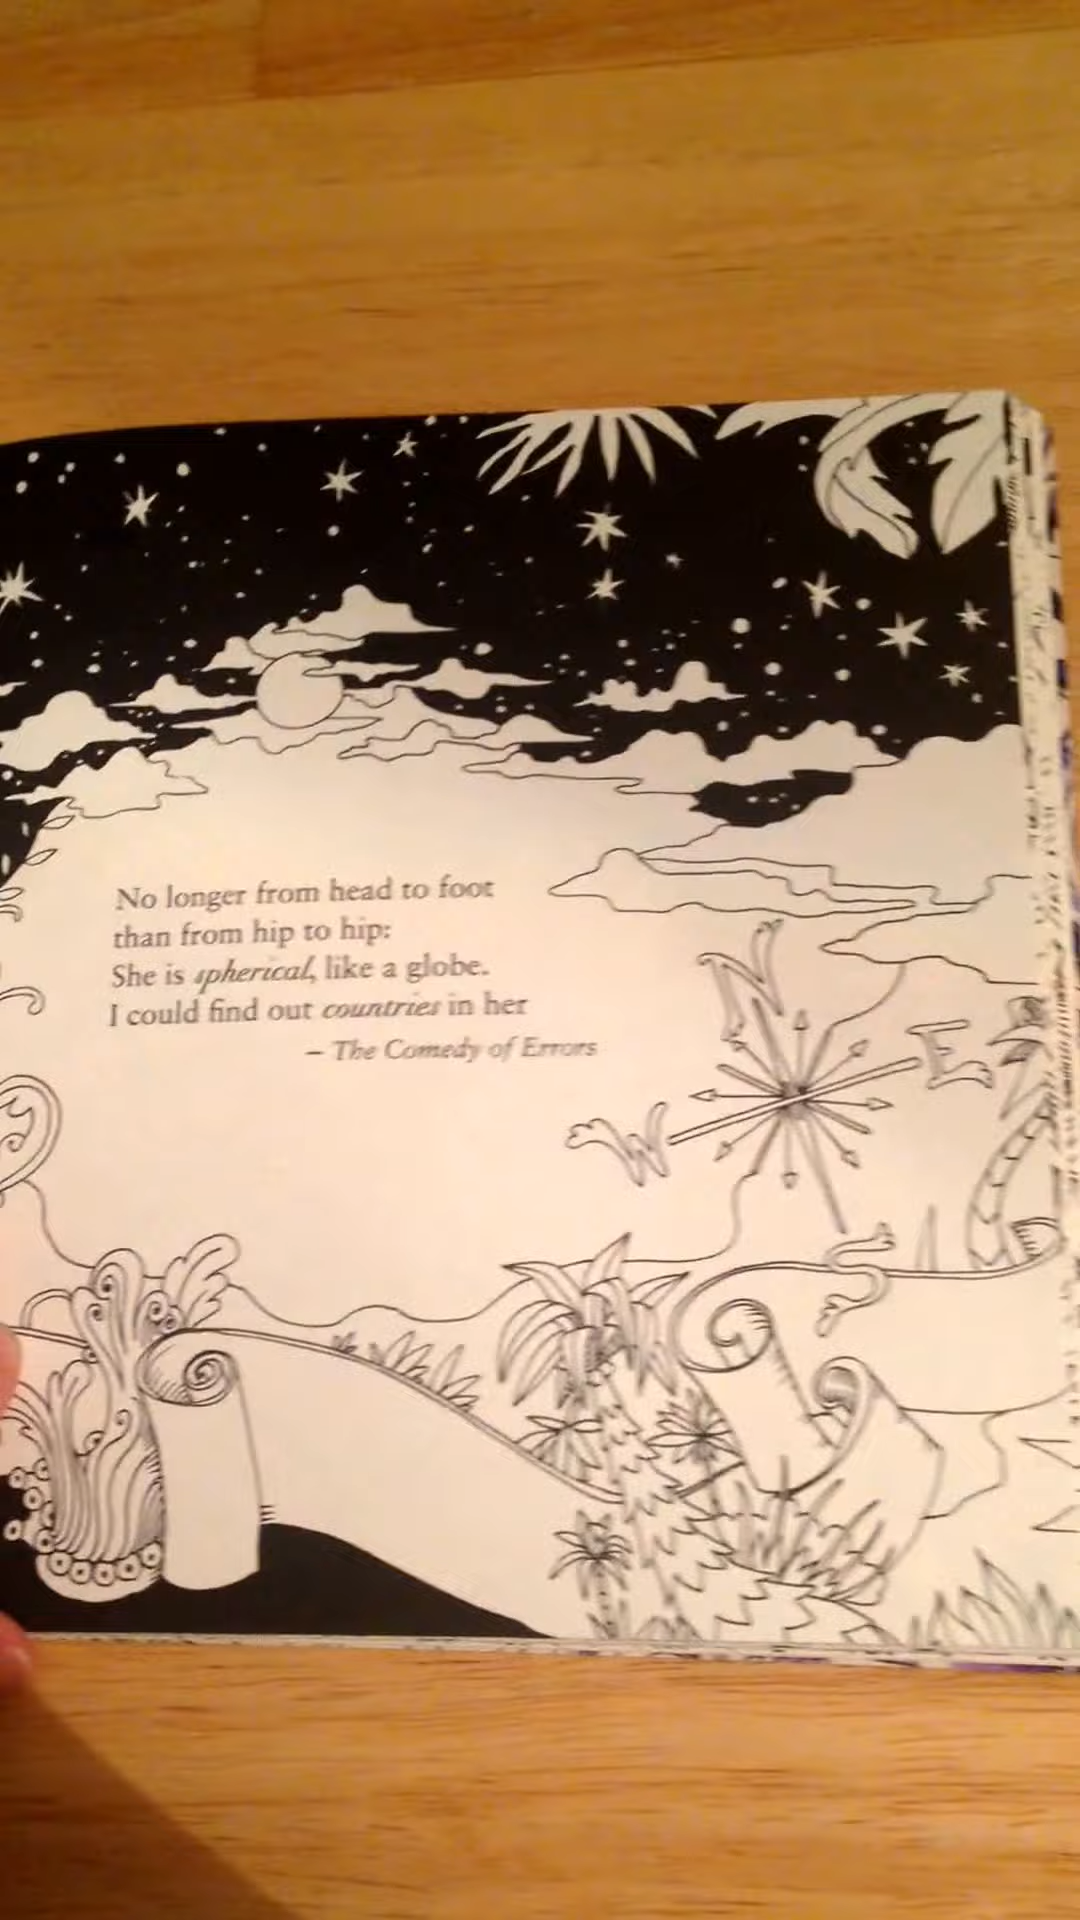 No longer from head to foot
than from hip to hip:
She is spherical, like a globe.
I could find out countries in her
– The Comedy of Errors
N
E
W
S